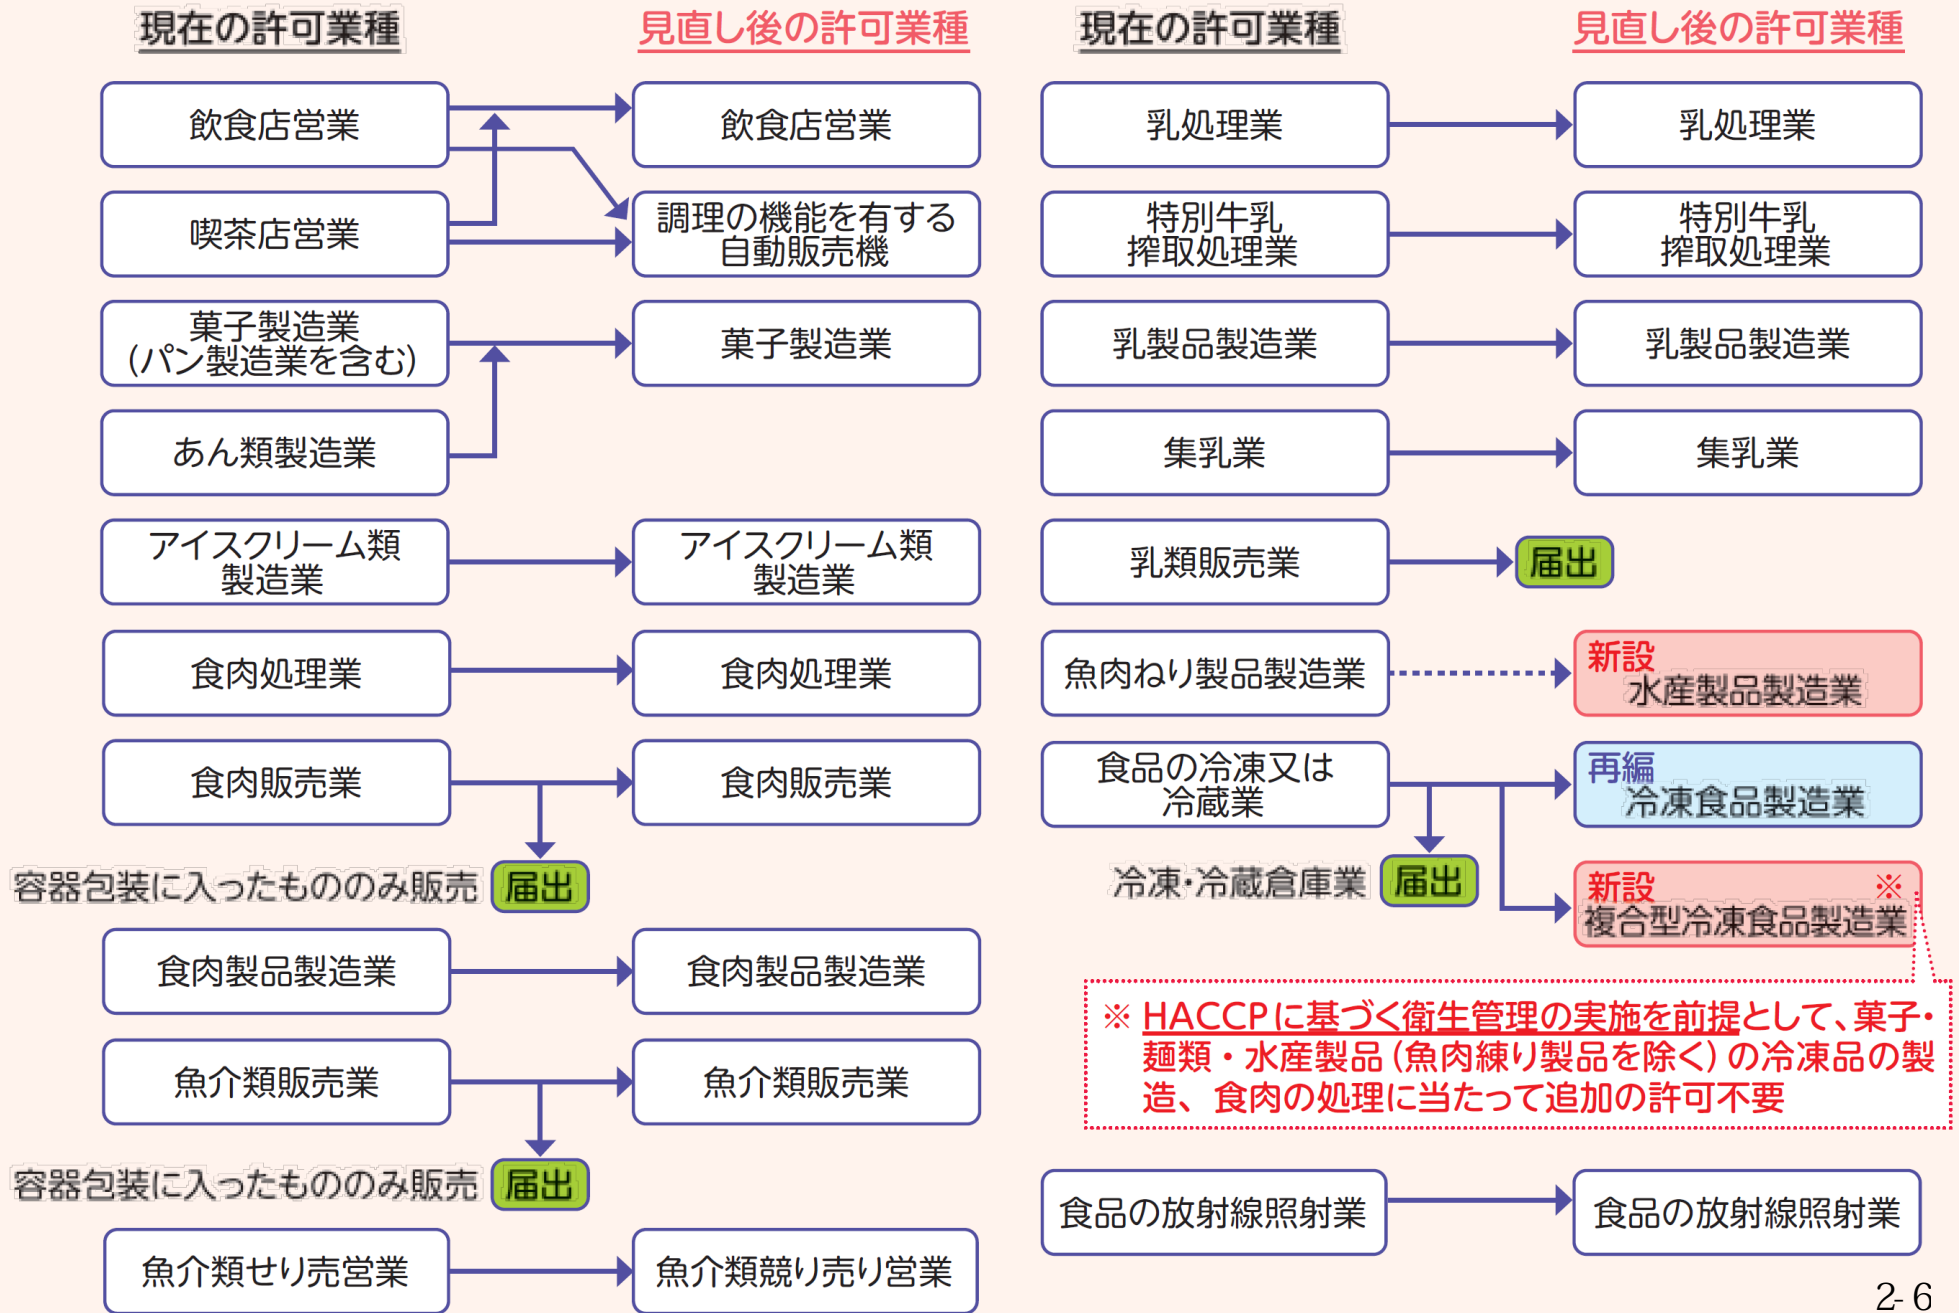 現在の許可業種
見直し後の許可業種
飲食店営業
飲食店営業
喫茶店営業
調理の機能を有する
自動販売機
菓子製造業
(パン製造業を含む)
菓子製造業
あん類製造業
アイスクリーム類
製造業
アイスクリーム類
製造業
食肉処理業
食肉処理業
食肉販売業
食肉販売業
容器包装に入ったもののみ販売 届出
食肉製品製造業
食肉製品製造業
魚介類販売業
魚介類販売業
容器包装に入ったもののみ販売 届出
魚介類せり売営業
魚介類競り売り営業
現在の許可業種
見直し後の許可業種
乳処理業
乳処理業
特別牛乳
搾取処理業
特別牛乳
搾取処理業
乳製品製造業
乳製品製造業
集乳業
集乳業
乳類販売業
届出
魚肉ねり製品製造業
新設
水産製品製造業
食品の冷凍又は
冷蔵業
再編
冷凍食品製造業
冷凍・冷蔵倉庫業 届出
新設 ※
複合型冷凍食品製造業
※ HACCPに基づく衛生管理の実施を前提として、菓子・
麺類・水産製品(魚肉練り製品を除く)の冷凍品の製
造、食肉の処理に当たって追加の許可不要
食品の放射線照射業
食品の放射線照射業
2-6